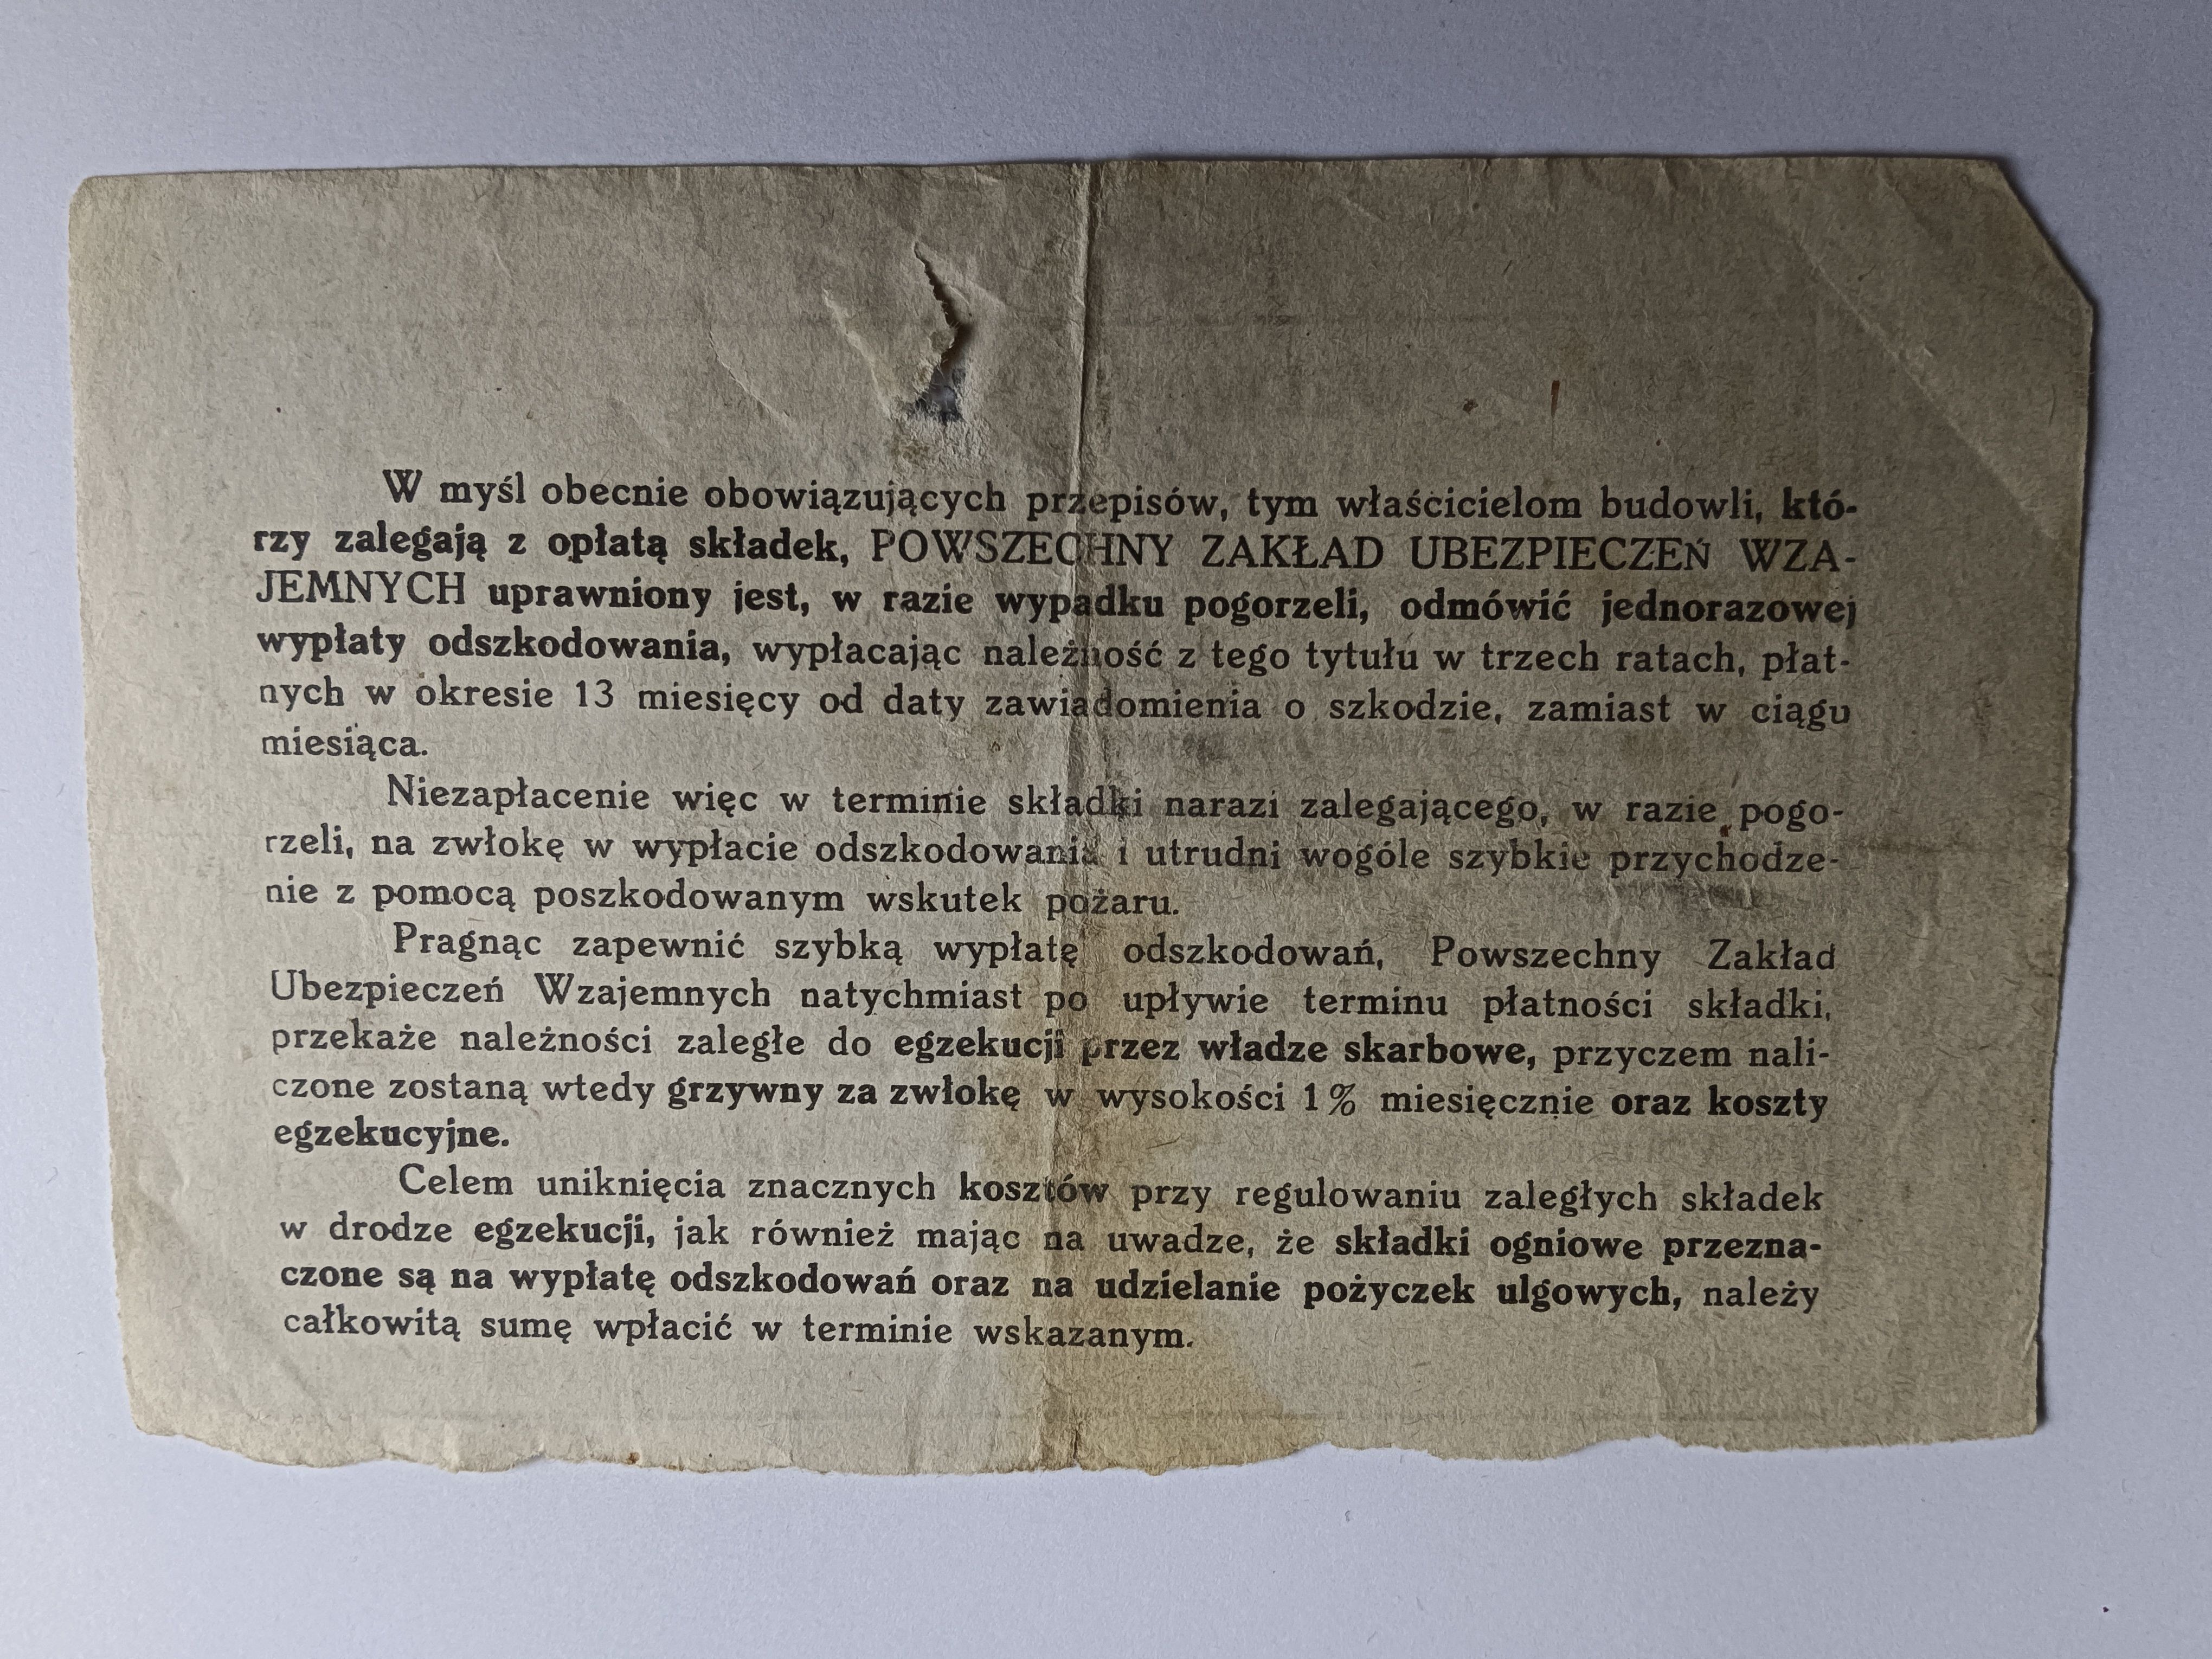 W myśl obecnie obowiązujących przepisów, tym właścicielom budowli, któ-
rzy zalegają z opłatą składek, POWSZECHNY ZAKŁAD UBEZPIECZEŃ WZA-
JEMNYCH uprawniony jest, w razie wypadku pogorzeli, odmówić jednorazowej
wypłaty odszkodowania, wypłacając należność z tego tytułu w trzech ratach, płat-
nych w okresie 13 miesięcy od daty zawiadomienia o szkodzie, zamiast w ciągu
miesiąca.
Niezapłacenie więc w terminie składki narazi zalegającego, w razie pogo-
rzeli, na zwłokę w wypłacie odszkodowania i utrudni wogóle szybkie przychodze-
nie z pomocą poszkodowanym wskutek pożaru.
Pragnąc zapewnić szybką wypłatę odszkodowań, Powszechny Zakład
Ubezpieczeń Wzajemnych natychmiast po upływie terminu płatności składki,
przekaże należności zaległe do egzekucji przez władze skarbowe, przyczem nali-
czone zostaną wtedy grzywny za zwłokę w wysokości 1% miesięcznie oraz koszty
egzekucyjne.
Celem uniknięcia znacznych kosztów przy regulowaniu zaległych składek
w drodze egzekucji, jak również mając na uwadze, że składki ogniowe przezna-
czone są na wypłatę odszkodowań oraz na udzielanie pożyczek ulgowych, należy
całkowitą sumę wpłacić w terminie wskazanym.